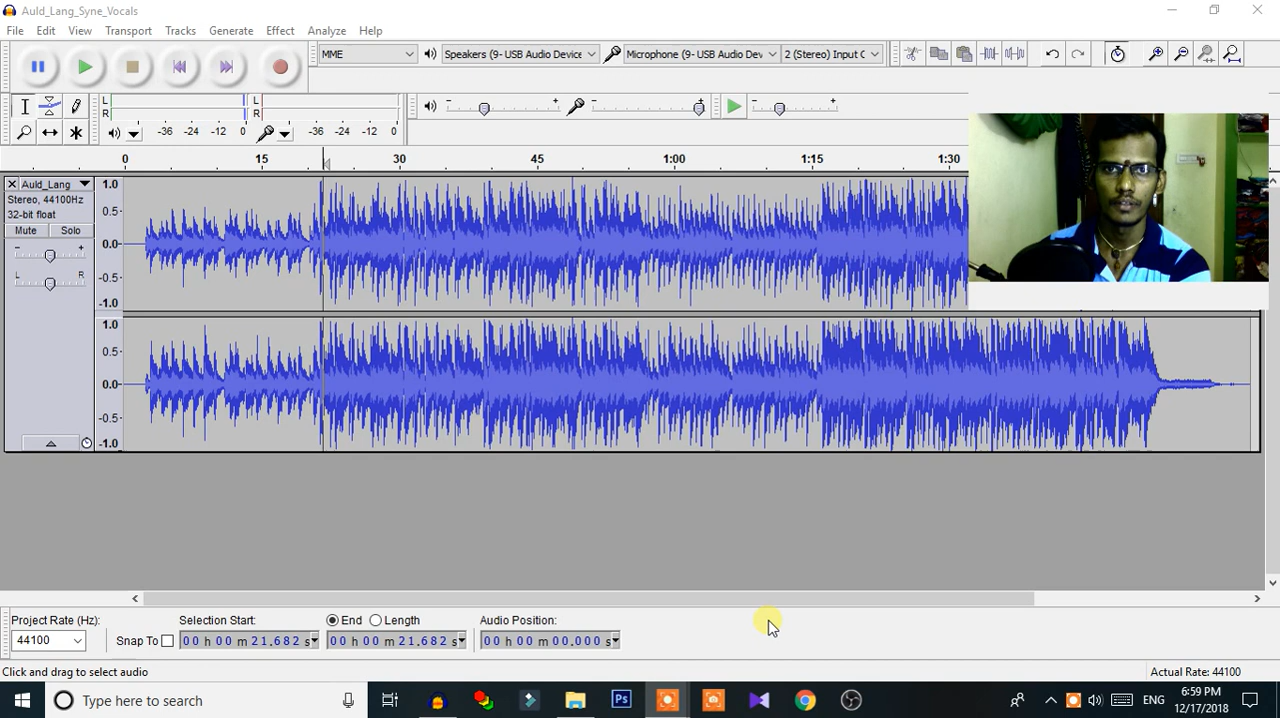 Auld_Lang_Syne_Vocals
File Edit View Transport Tracks Generate Effect Analyze Help
MME Speakers (9- USB Audio Device Microphone (9- USB Audio Dev 2 (Stereo) Input C
L L
R R
-36 -24 -12 0 -36 -24 -12 0
0 15 30 45 1:00 1:15 1:30
Auld_Lang
Stereo, 44100Hz
32-bit float
Mute Solo
L R
1.0
0.5
0.0
-0.5
-1.0
1.0
0.5
0.0
-0.5
-1.0
Project Rate (Hz): Selection Start: End Length Audio Position:
44100 Snap To 00 h 00 m 21.682 s 00 h 00 m 21.682 s 00 h 00 m 00.000 s
Click and drag to select audio Actual Rate: 44100
Type here to search Ps ENG 6:59 PM
12/17/2018